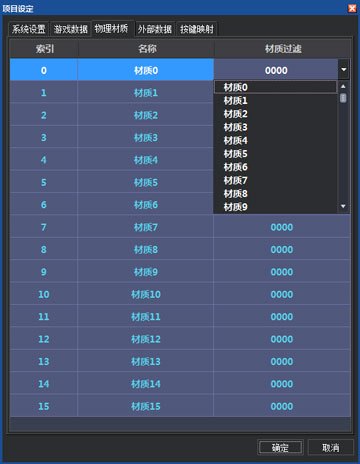 项目设定
系统设置 游戏数据 物理材质 外部数据 按键映射
索引 名称 材质过滤
0 材质0 0000
1 材质1
2 材质2
3 材质3
4 材质4
5 材质5
6 材质6
材质0
材质1
材质2
材质3
材质4
材质5
材质6
材质7
材质8
材质9
7 材质7 0000
8 材质8 0000
9 材质9 0000
10 材质10 0000
11 材质11 0000
12 材质12 0000
13 材质13 0000
14 材质14 0000
15 材质15 0000
确定 取消